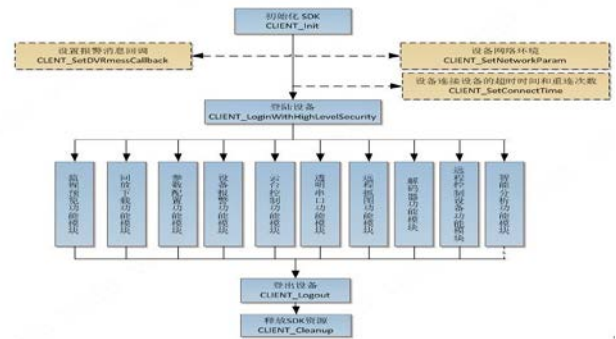 初始化 SDK
CLIENT_Init
设置报警消息回调
CLENT_SetDVRmessCallback
设备网络环境
CLIENT_SetNetworkParam
设备连接设备的超时时间和重连次数
CLIENT_SetConnectTime
登陆设备
CLIENT_LoginWithHighLevelSecurity
监视预览功能模块
回放下载功能模块
参数配置功能模块
设备报警功能模块
云台控制功能模块
透明串口功能模块
远程抓图功能模块
解码器功能模块
远程控制设备功能模块
智能分析功能模块
登出设备
CLIENT_Logout
释放SDK资源
CLIENT_Cleanup